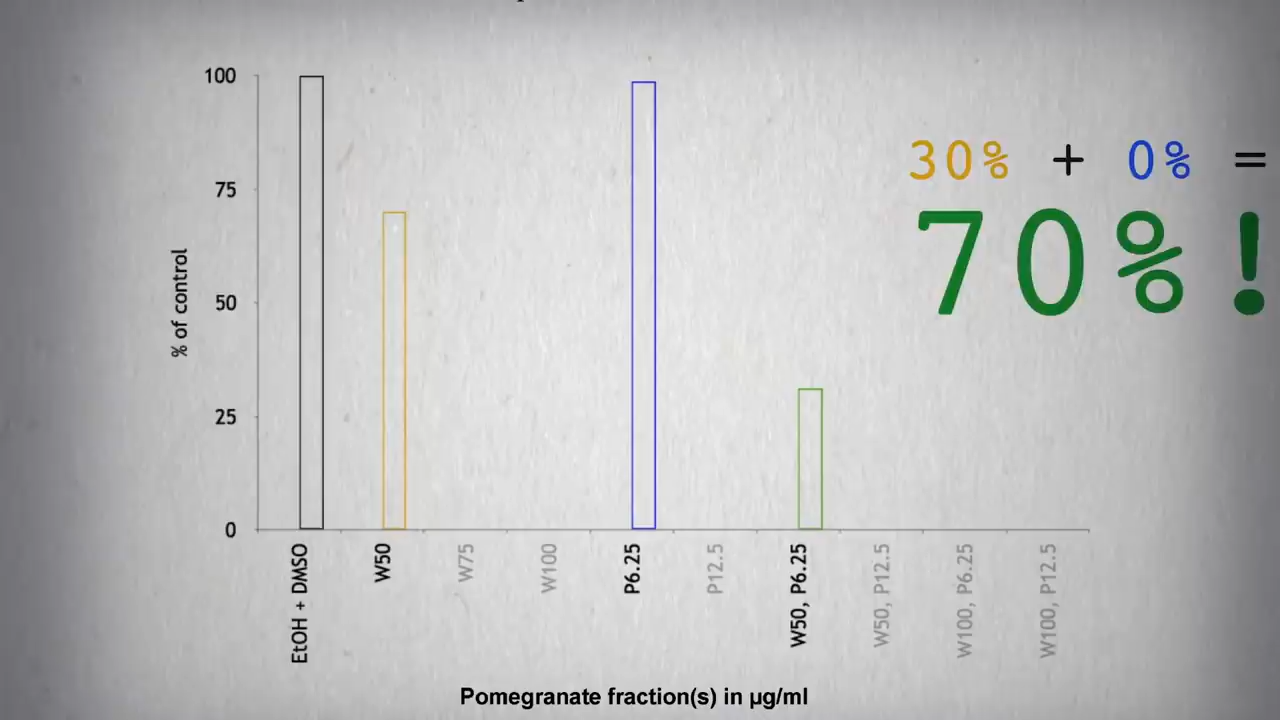 100
75
50
25
0
% of control
30% + 0% =
70%!
EtOH + DMSO
W50
W75
W100
P6.25
P12.5
W50, P6.25
W50, P12.5
W100, P6.25
W100, P12.5
Pomegranate fraction(s) in µg/ml